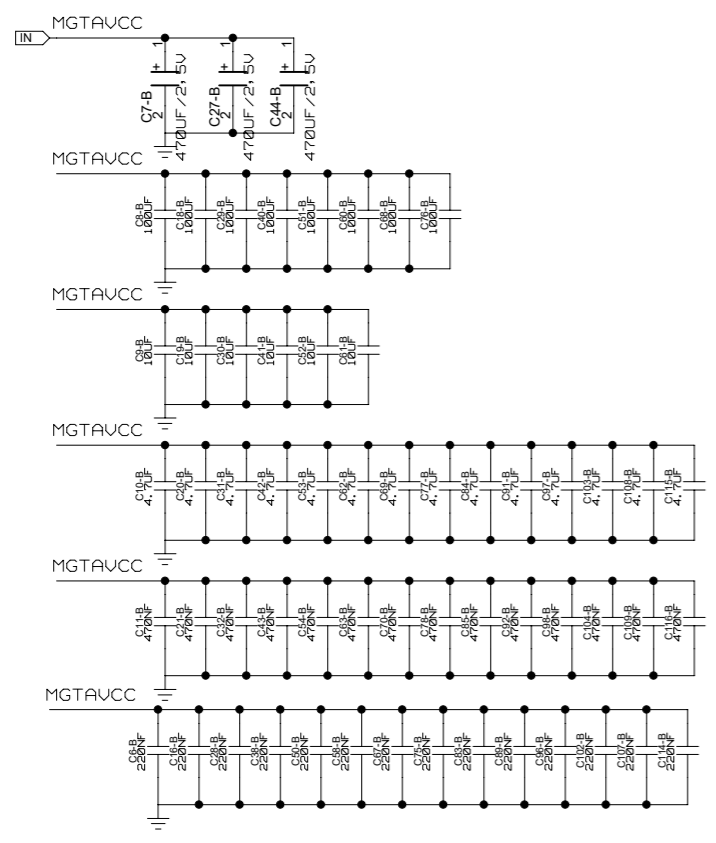 MGTAVCC
IN
+ 1 + 1 + 1
C7-B 2 470UF/2,5V C27-B 2 470UF/2,5V C44-B 2 470UF/2,5V
MGTAVCC
C8-B 100UF C18-B 100UF C29-B 100UF C40-B 100UF C51-B 100UF C60-B 100UF C68-B 100UF C76-B 100UF
MGTAVCC
C9-B 10UF C19-B 10UF C30-B 10UF C41-B 10UF C52-B 10UF C61-B 10UF
MGTAVCC
C10-B 4.7UF C20-B 4.7UF C31-B 4.7UF C42-B 4.7UF C53-B 4.7UF C62-B 4.7UF C69-B 4.7UF C77-B 4.7UF C84-B 4.7UF C91-B 4.7UF C97-B 4.7UF C103-B 4.7UF C108-B 4.7UF C115-B 4.7UF
MGTAVCC
C11-B 470NF C21-B 470NF C32-B 470NF C43-B 470NF C54-B 470NF C63-B 470NF C70-B 470NF C78-B 470NF C85-B 470NF C92-B 470NF C98-B 470NF C104-B 470NF C109-B 470NF C116-B 470NF
MGTAVCC
C6-B 220NF C16-B 220NF C28-B 220NF C38-B 220NF C50-B 220NF C58-B 220NF C67-B 220NF C75-B 220NF C83-B 220NF C89-B 220NF C96-B 220NF C102-B 220NF C107-B 220NF C114-B 220NF